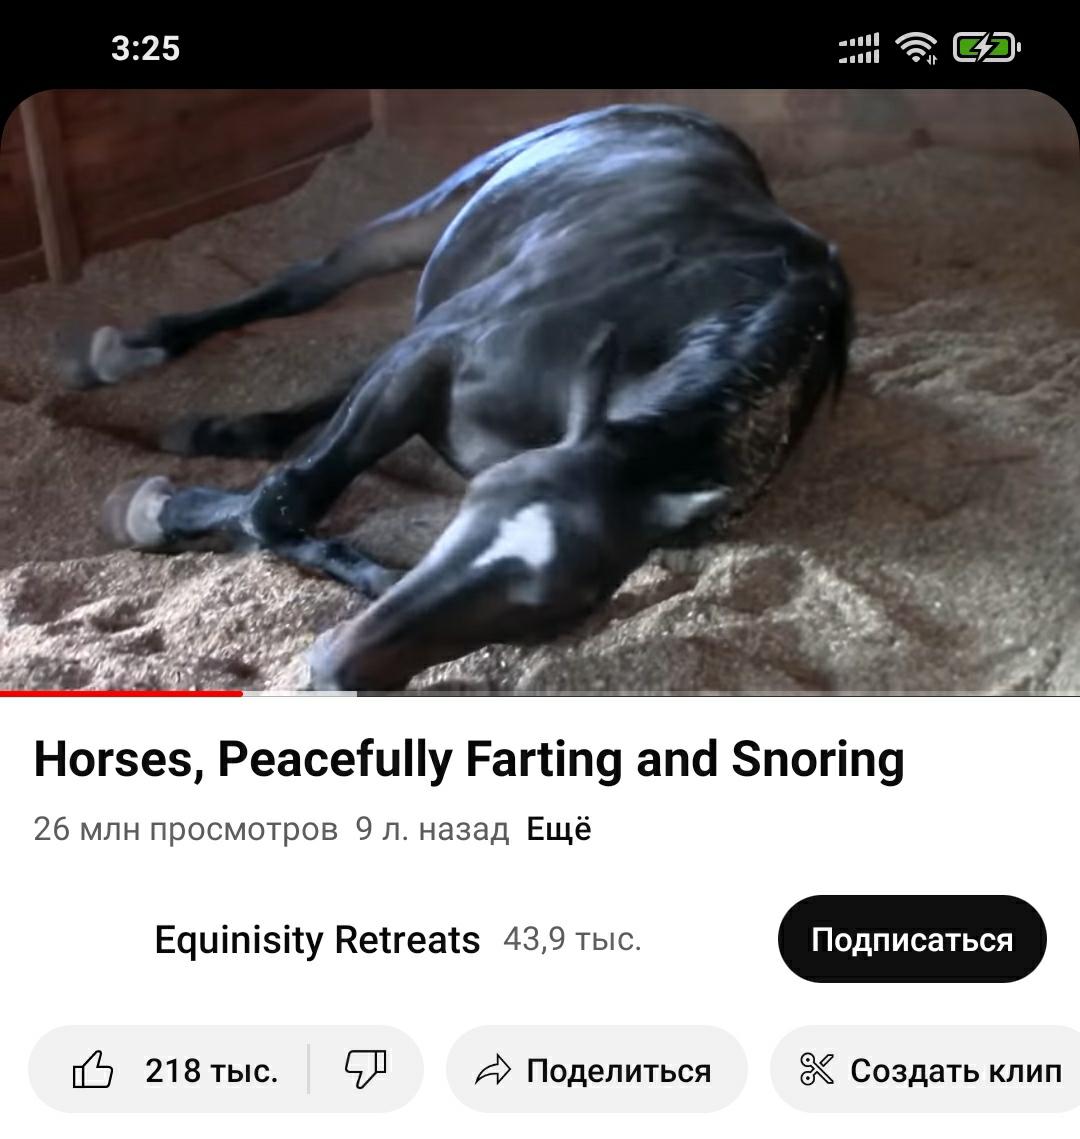 3:25
Horses, Peacefully Farting and Snoring
26 млн просмотров 9 л. назад Ещё
Equinisity Retreats 43,9 тыс. Подписаться
218 тыс. Поделиться Создать клип